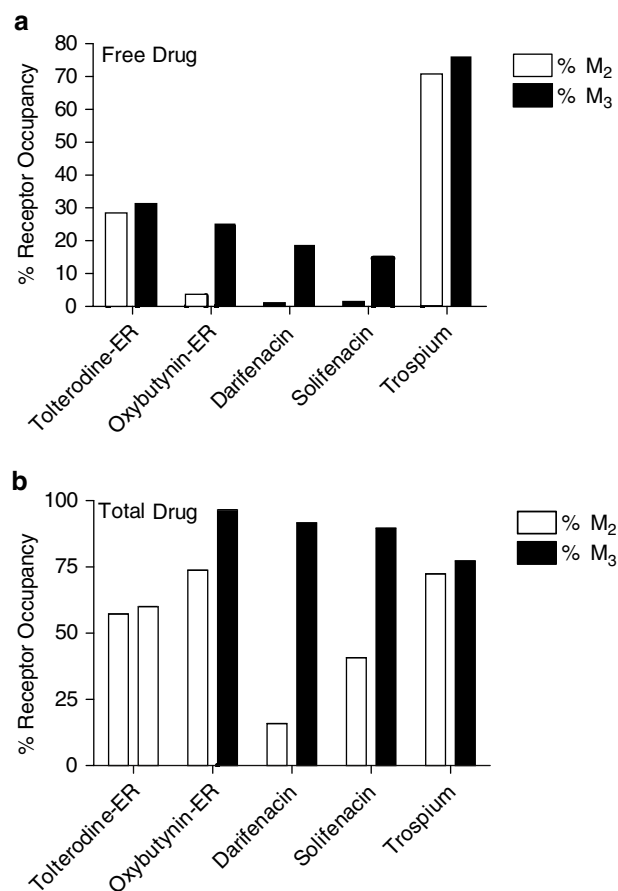 a
80
70
60
50
40
30
20
10
0
% Receptor Occupancy
Free Drug
% M₂
% M₃
Tolterodine-ER
Oxybutynin-ER
Darifenacin
Solifenacin
Trospium
b
100
75
50
25
0
% Receptor Occupancy
Total Drug
% M₂
% M₃
Tolterodine-ER
Oxybutynin-ER
Darifenacin
Solifenacin
Trospium